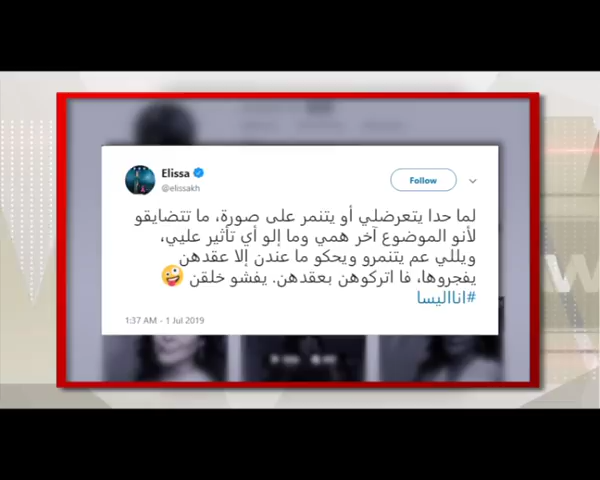 Elissa
@elissakh
Follow
لما حدا يتعرضلي أو يتنمر على صورة، ما تتضايقو
لأنو الموضوع آخر همي وما إلو أي تأثير عليي،
ويللي عم يتنمرو ويحكو ما عندن إلا عقدهن
يفجروها، فا اتركوهن بعقدهن. يفشو خلقن 🤪
#اناا‎ليسا
1:37 AM - 1 Jul 2019